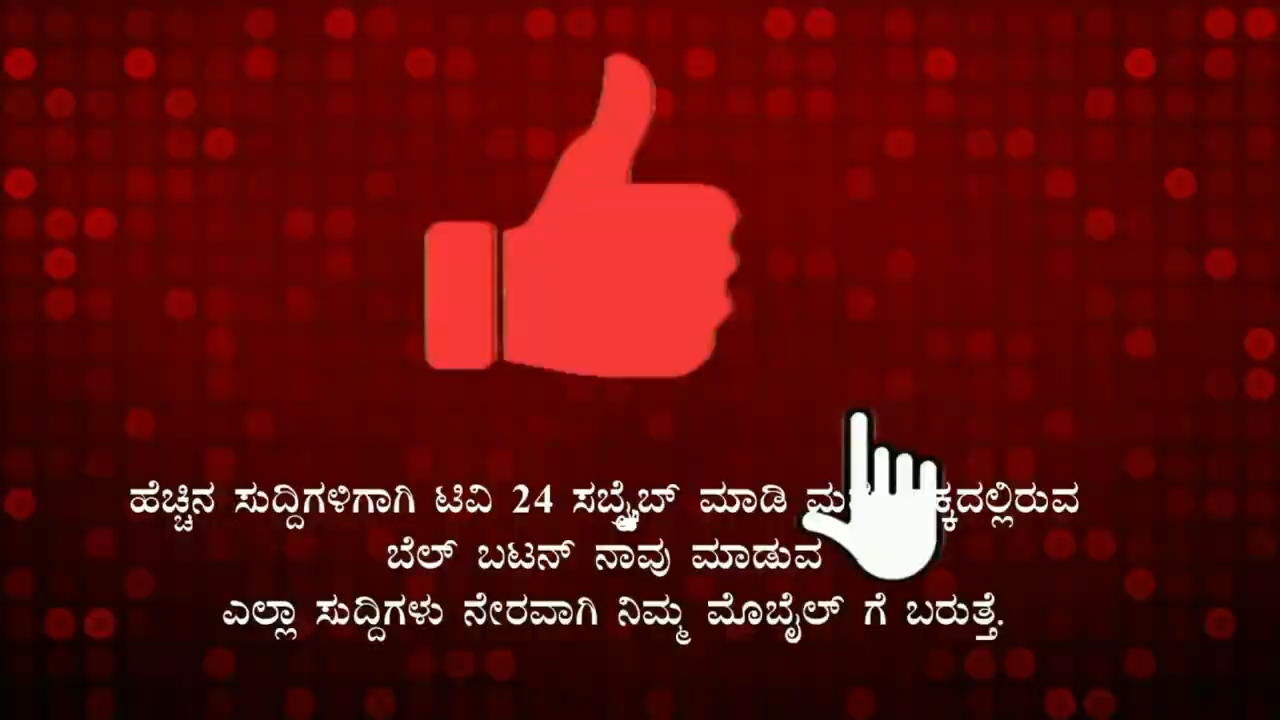 ಹೆಚ್ಚಿನ ಸುದ್ದಿಗಳಿಗಾಗಿ ಟಿವಿ 24 ಸಬ್ಸ್ಕ್ರೈಬ್ ಮಾಡಿ
ಬೆಲ್ ಬಟನ್ ನಾವು ಮಾಡುವ
ಎಲ್ಲಾ ಸುದ್ದಿಗಳು ನೇರವಾಗಿ ನಿಮ್ಮ ಮೊಬೈಲ್ ಗೆ ಬರುತ್ತೆ.